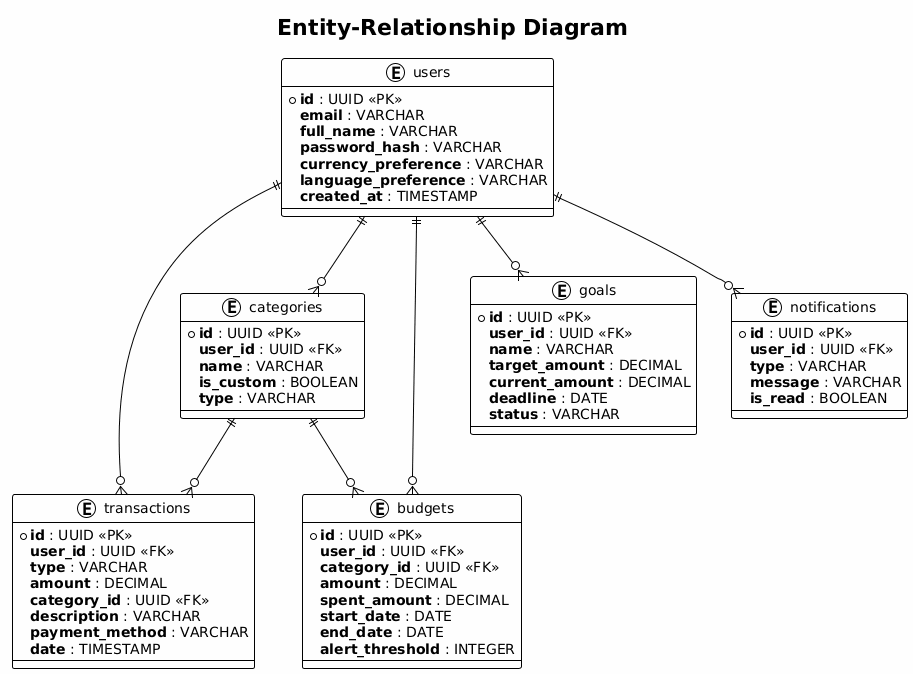 Entity-Relationship Diagram
E users
id : UUID «PK»
email : VARCHAR
full_name : VARCHAR
password_hash : VARCHAR
currency_preference : VARCHAR
language_preference : VARCHAR
created_at : TIMESTAMP
E categories
id : UUID «PK»
user_id : UUID «FK»
name : VARCHAR
is_custom : BOOLEAN
type : VARCHAR
E goals
id : UUID «PK»
user_id : UUID «FK»
name : VARCHAR
target_amount : DECIMAL
current_amount : DECIMAL
deadline : DATE
status : VARCHAR
E notifications
id : UUID «PK»
user_id : UUID «FK»
type : VARCHAR
message : VARCHAR
is_read : BOOLEAN
E transactions
id : UUID «PK»
user_id : UUID «FK»
type : VARCHAR
amount : DECIMAL
category_id : UUID «FK»
description : VARCHAR
payment_method : VARCHAR
date : TIMESTAMP
E budgets
id : UUID «PK»
user_id : UUID «FK»
category_id : UUID «FK»
amount : DECIMAL
spent_amount : DECIMAL
start_date : DATE
end_date : DATE
alert_threshold : INTEGER